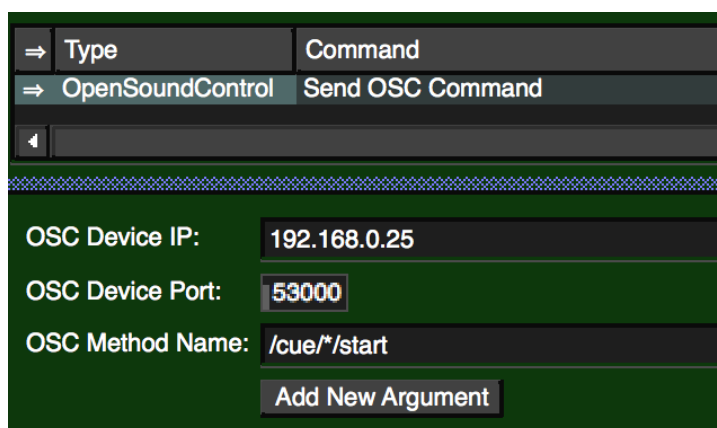 ⇒ Type Command
⇒ OpenSoundControl Send OSC Command
OSC Device IP: 192.168.0.25
OSC Device Port: 53000
OSC Method Name: /cue/*/start
Add New Argument